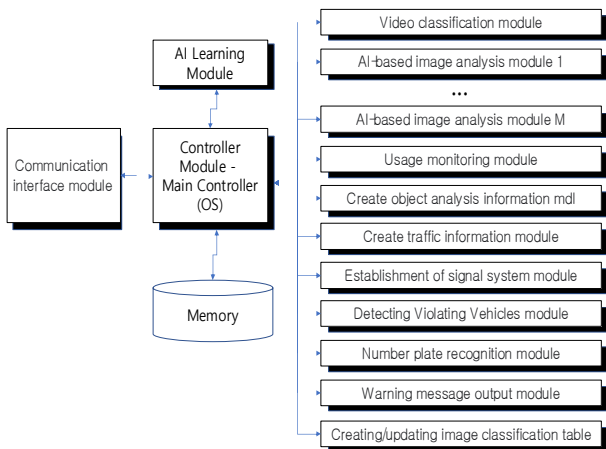 Video classification module
AI Learning
Module
AI-based image analysis module 1
...
AI-based image analysis module M
Communication
interface module
Controller
Module -
Main Controller
(OS)
Usage monitoring module
Create object analysis information mdl
Create traffic information module
Establishment of signal system module
Memory
Detecting Violating Vehicles module
Number plate recognition module
Warning message output module
Creating/updating image classification table